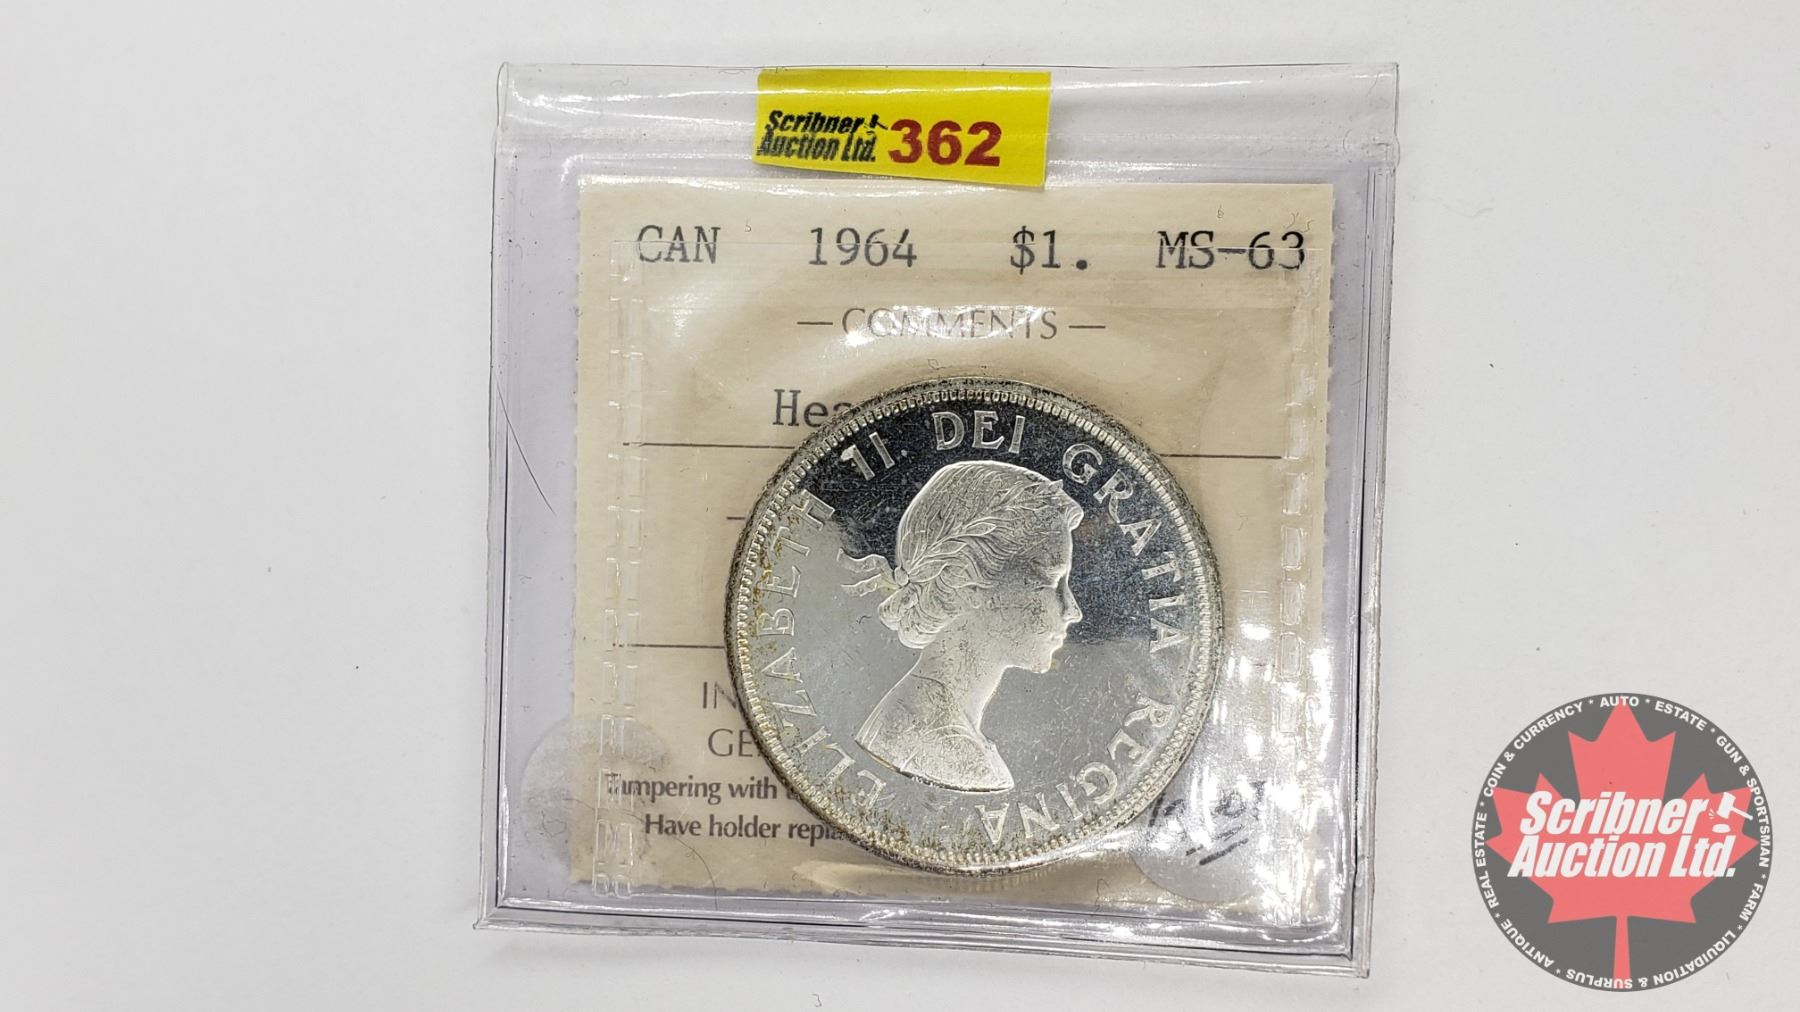 Scribner
Auction Ltd. 362
CAN 1964 $1. MS-63
— COMMENTS —
ELIZABETH II. DEI GRATIA REGINA
Tampering with
Have holder
Scribner
Auction Ltd.
* COIN & CURRENCY * AUTO * ESTATE * GUN & SPORTSMAN * FARM * LIQUIDATION & SURPLUS * ANTIQUE * REAL ESTATE